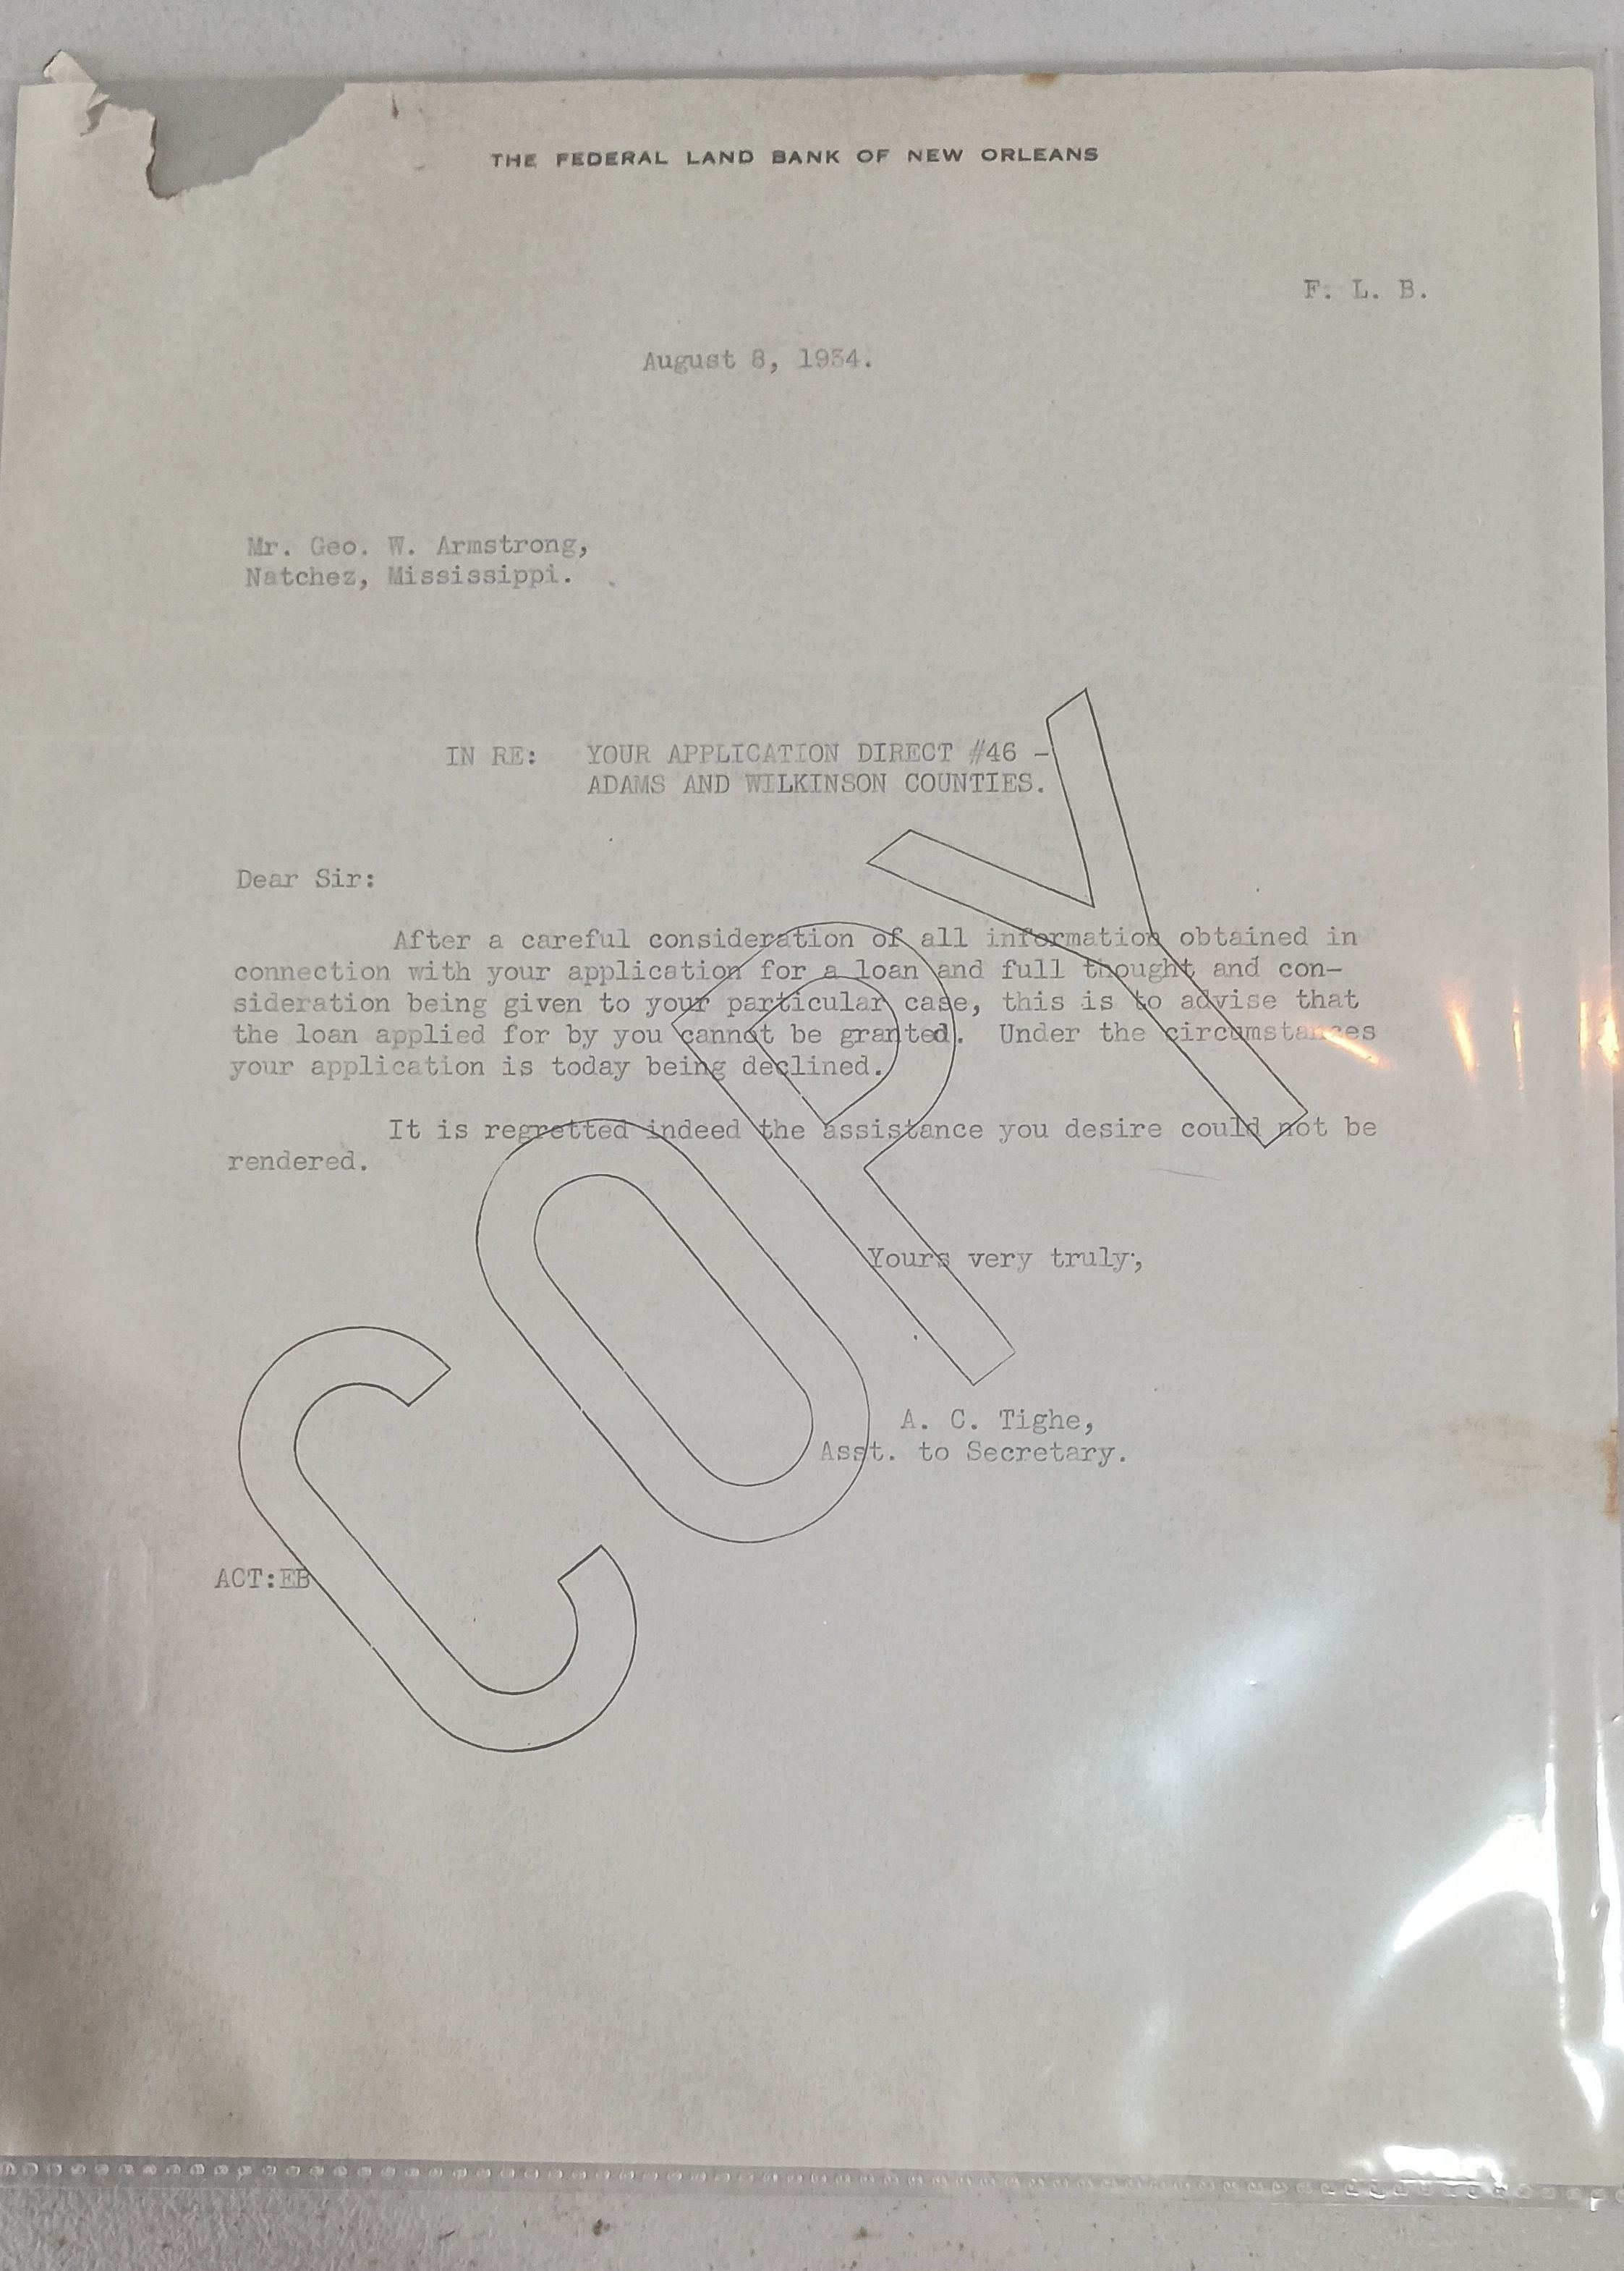 THE FEDERAL LAND BANK OF NEW ORLEANS
F. L. B.
August 8, 1934.
Mr. Geo. W. Armstrong,
Natchez, Mississippi.
IN RE: YOUR APPLICATION DIRECT #46 -
ADAMS AND WILKINSON COUNTIES.
Dear Sir:
After a careful consideration of all information obtained in
connection with your application for a loan and full thought and con-
sideration being given to your particular case, this is to advise that
the loan applied for by you cannot be granted. Under the circumstances
your application is today being declined.
It is regretted indeed the assistance you desire could not be
rendered.
Yours very truly,
A. C. Tighe,
Asst. to Secretary.
ACT:EB
COPY